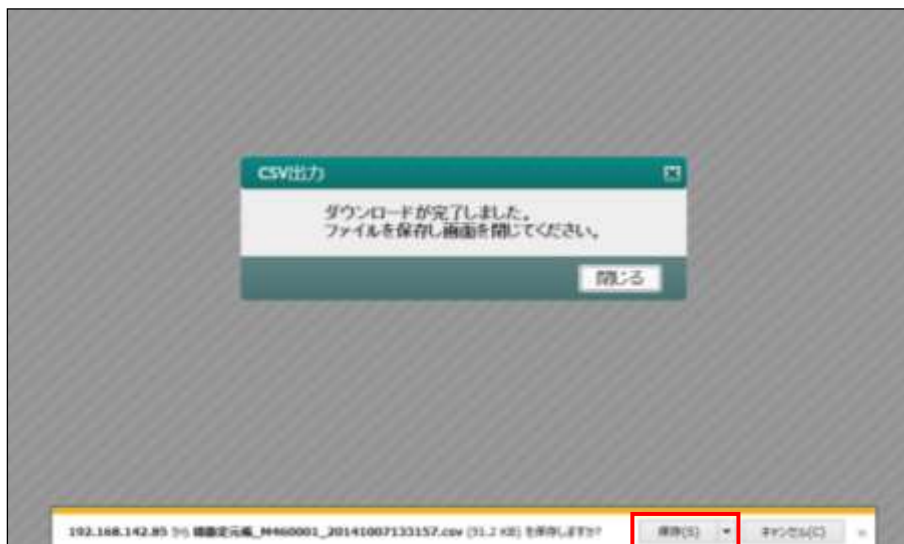 CSV出力
ダウンロードが完了しました。
ファイルを保存し画面を閉じてください。
閉じる
192.168.142.85 から _M460001_20141007133157.csv (31.2 KB) を保存しますか? 保存(S) キャンセル(C) ×